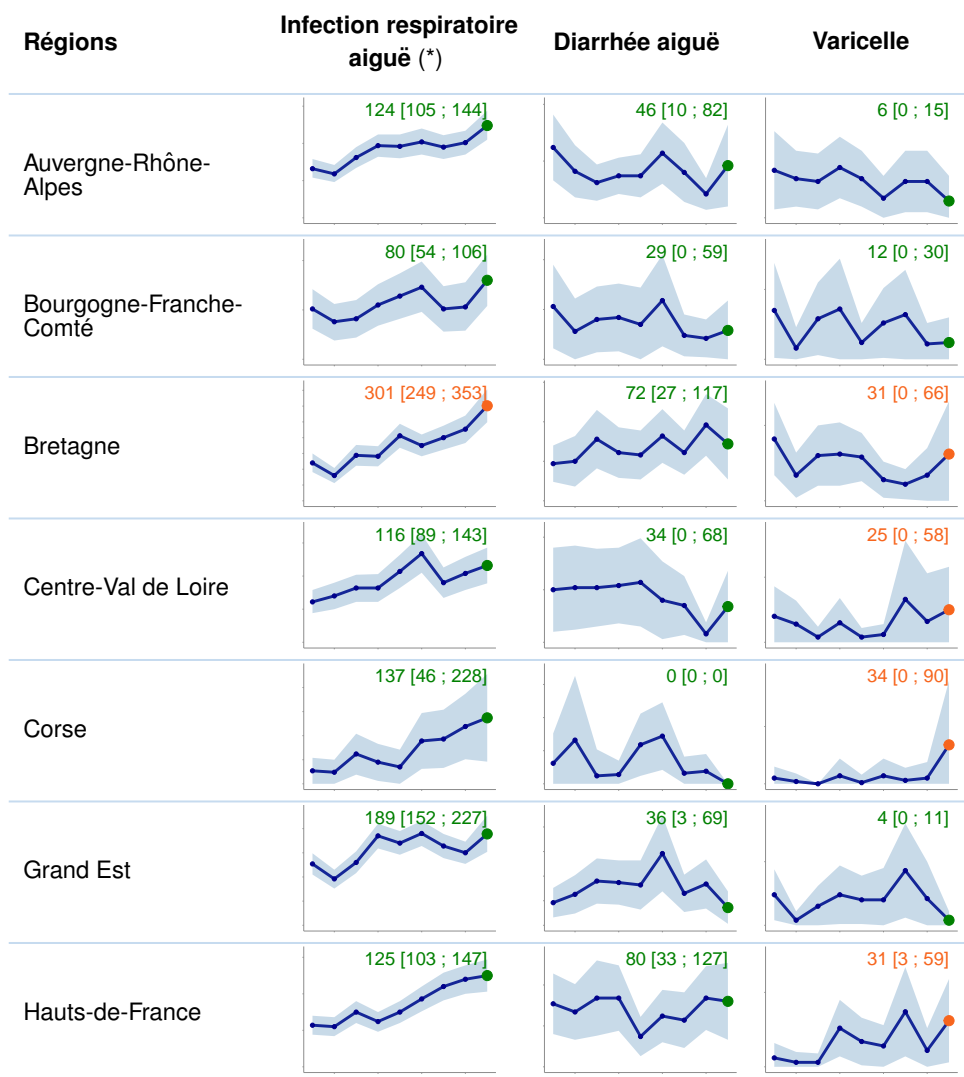 Régions
Infection respiratoire
aiguë (*)
Diarrhée aiguë
Varicelle
Auvergne-Rhône-
Alpes
124 [105 ; 144]
46 [10 ; 82]
6 [0 ; 15]
Bourgogne-Franche-
Comté
80 [54 ; 106]
29 [0 ; 59]
12 [0 ; 30]
Bretagne
301 [249 ; 353]
72 [27 ; 117]
31 [0 ; 66]
Centre-Val de Loire
116 [89 ; 143]
34 [0 ; 68]
25 [0 ; 58]
Corse
137 [46 ; 228]
0 [0 ; 0]
34 [0 ; 90]
Grand Est
189 [152 ; 227]
36 [3 ; 69]
4 [0 ; 11]
Hauts-de-France
125 [103 ; 147]
80 [33 ; 127]
31 [3 ; 59]